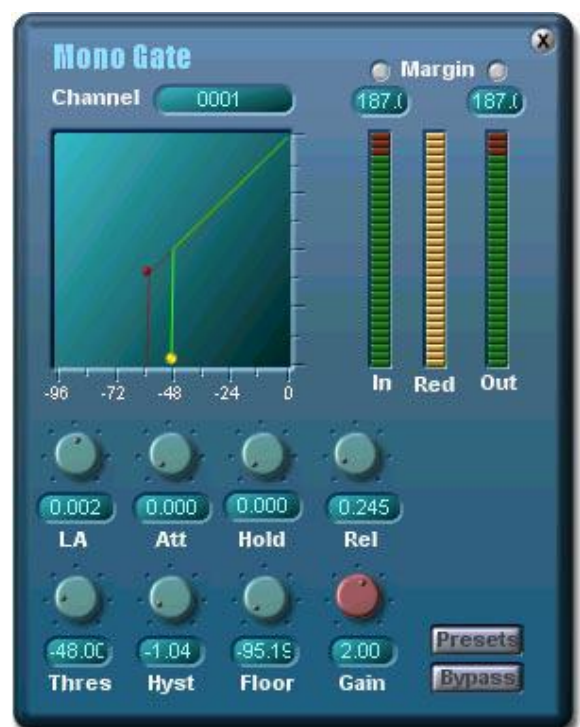 X
Mono Gate
Margin
Channel 0001
187.0 187.0
-96 -72 -48 -24 0
In Red Out
0.002 0.000 0.000 0.245
LA Att Hold Rel
-48.00 -1.04 -95.19 2.00
Thres Hyst Floor Gain
Presets
Bypass